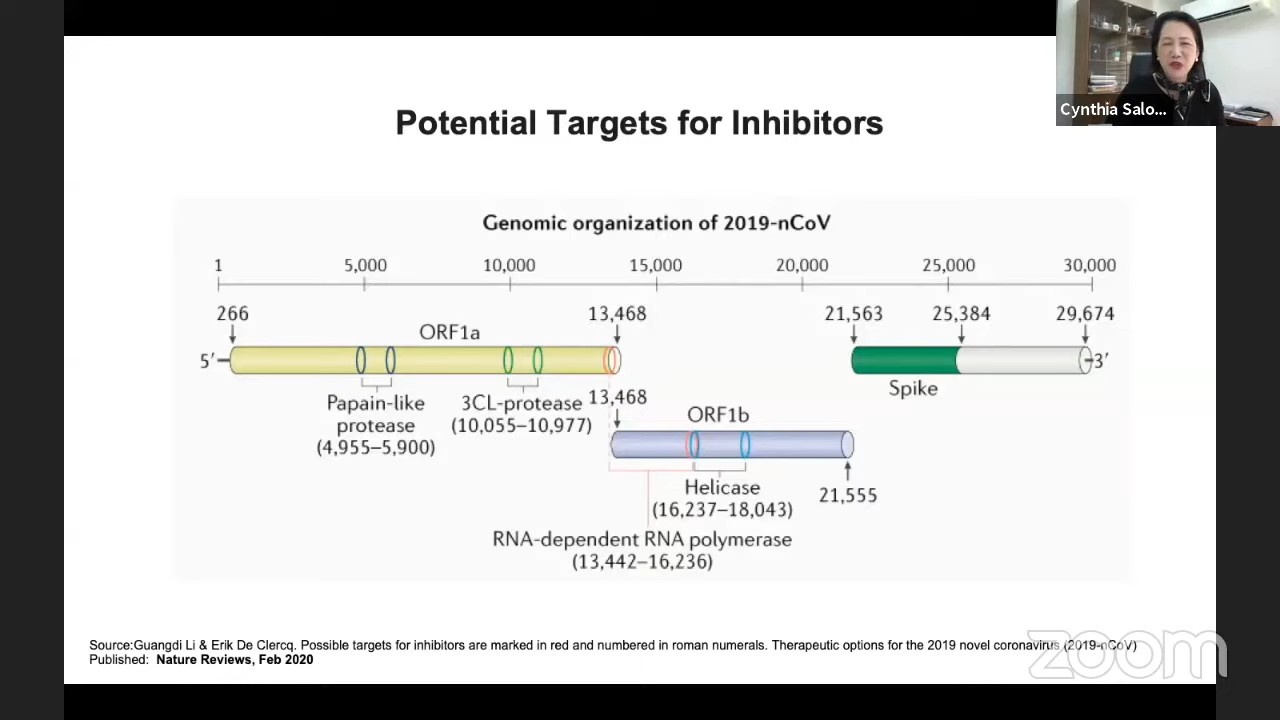 Cynthia Salo...
Potential Targets for Inhibitors
Genomic organization of 2019-nCoV
1 5,000 10,000 15,000 20,000 25,000 30,000
266 13,468 21,563 25,384 29,674
ORF1a
5′ 3′
Spike
Papain-like
protease
(4,955–5,900)
3CL-protease
(10,055–10,977)
13,468
ORF1b
Helicase
(16,237–18,043)
21,555
RNA-dependent RNA polymerase
(13,442–16,236)
Source:Guangdi Li & Erik De Clercq. Possible targets for inhibitors are marked in red and numbered in roman numerals. Therapeutic options for the 2019 novel coronavirus (2019-nCoV)
Published: Nature Reviews, Feb 2020
zoom